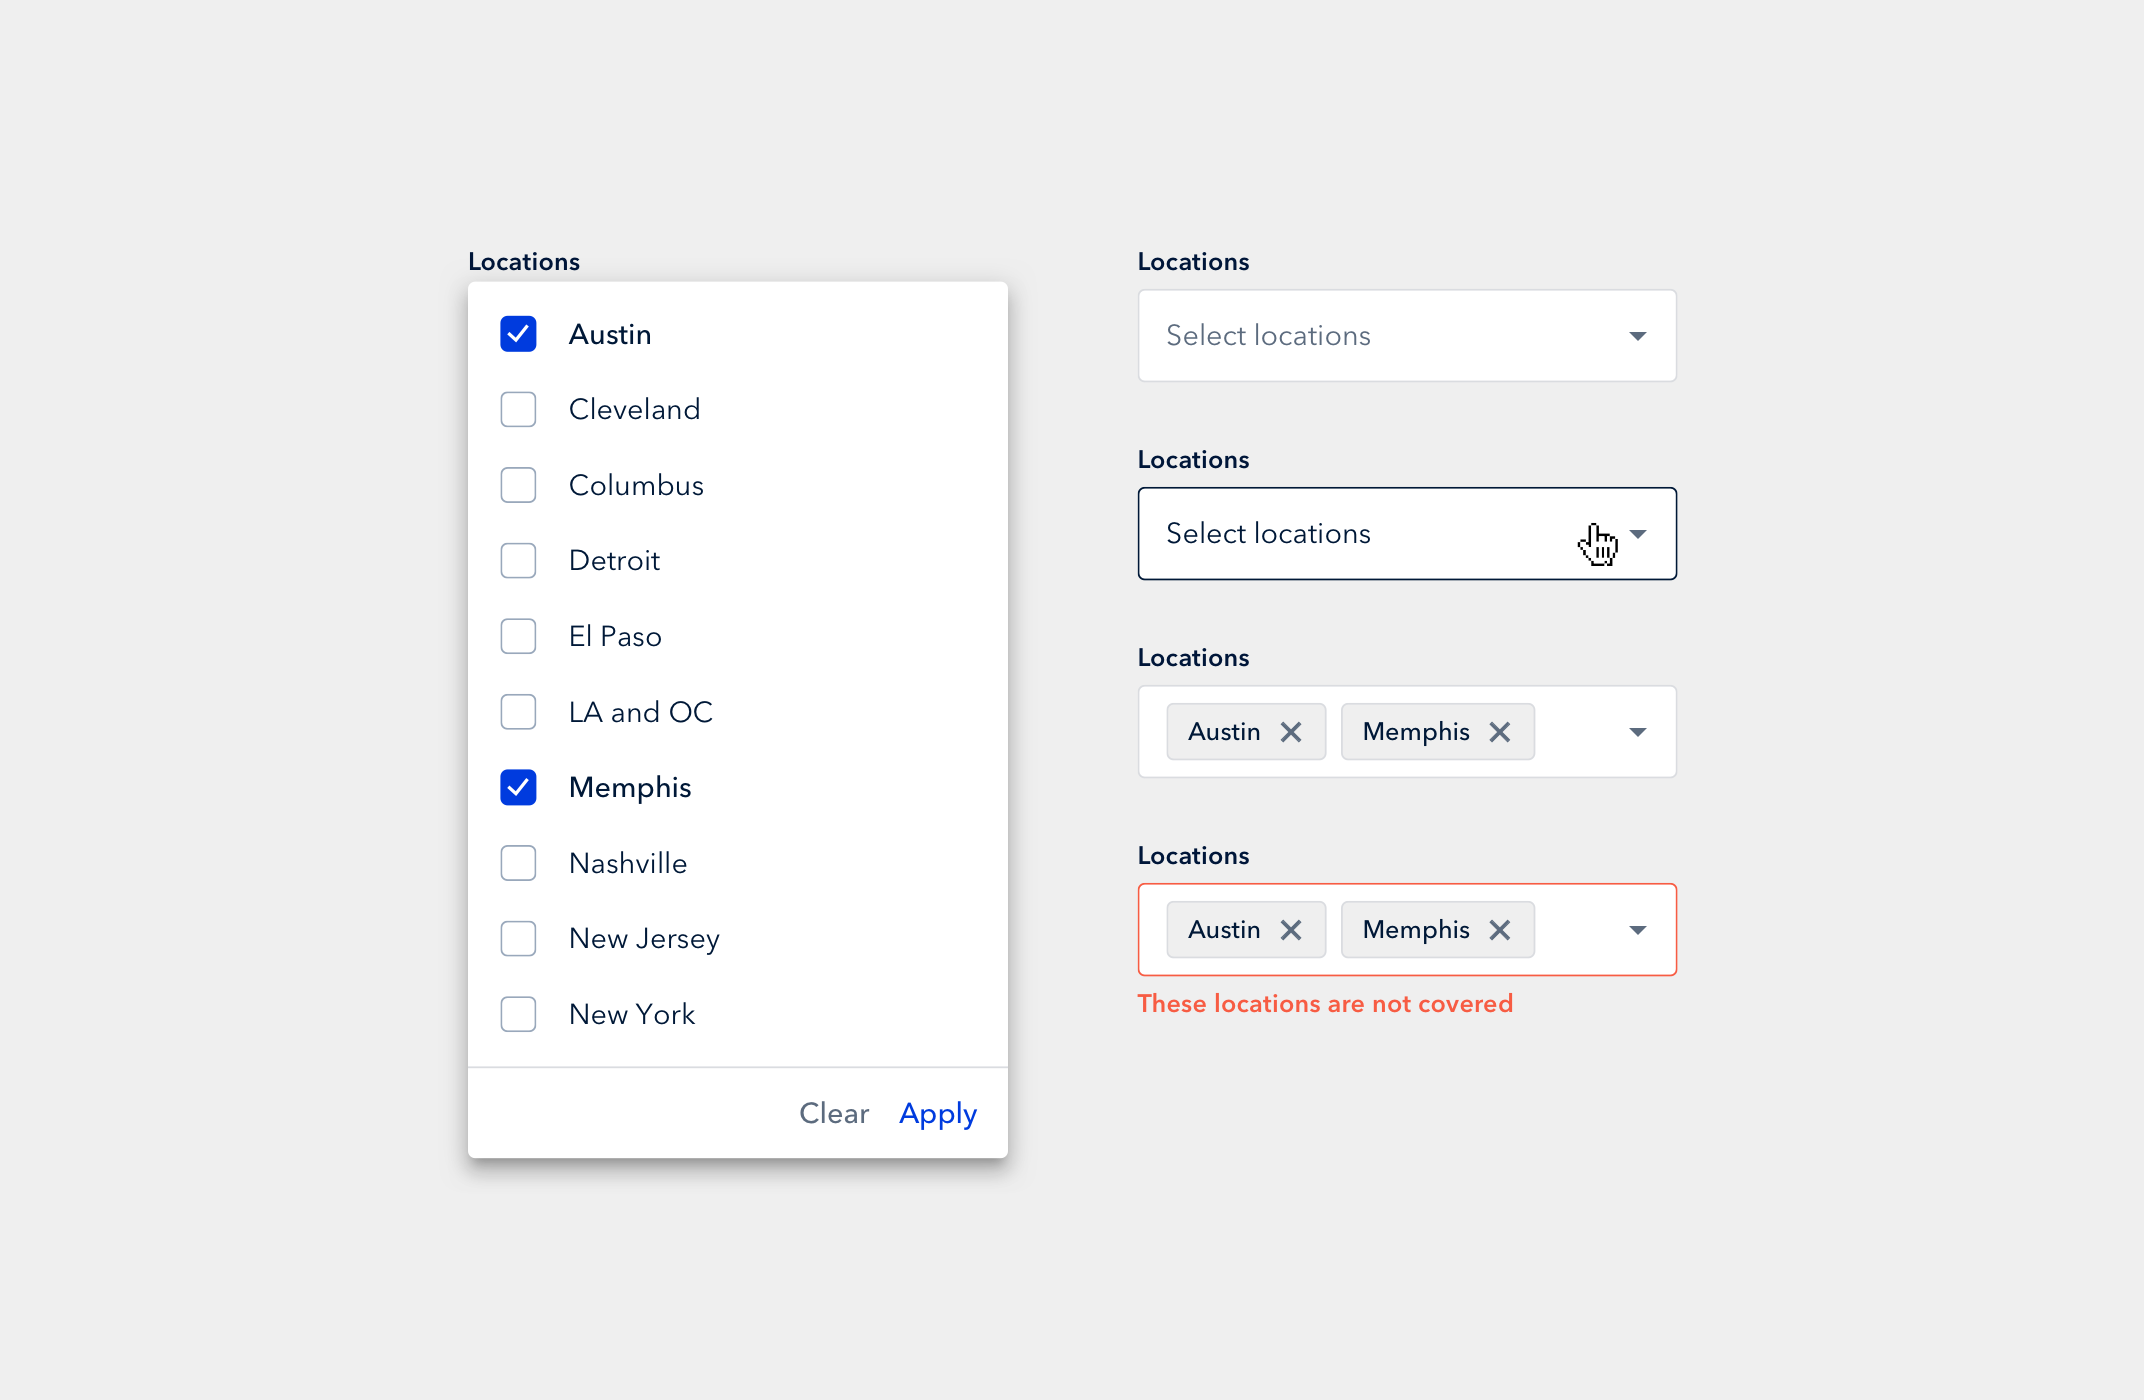 Locations
Austin
Cleveland
Columbus
Detroit
El Paso
LA and OC
Memphis
Nashville
New Jersey
New York
Clear Apply
Locations
Select locations
Locations
Select locations
Locations
Austin Memphis
Locations
Austin Memphis
These locations are not covered